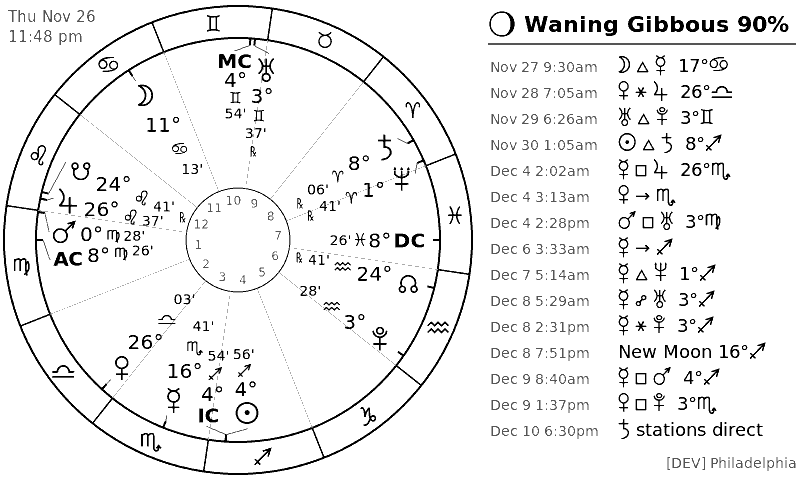 Thu Nov 26
11:48 pm
Waning Gibbous 90%
Nov 27 9:30am ☽ △ ☿ 17°♋
Nov 28 7:05am ♀ ⚹ ♃ 26°♎
Nov 29 6:26am ♅ △ ♇ 3°♊
Nov 30 1:05am ☉ △ ♄ 8°♐
Dec 4 2:02am ☿ □ ♃ 26°♏
Dec 4 3:13am ♀ → ♏
Dec 4 2:28pm ♂ □ ♅ 3°♍
Dec 6 3:33am ☿ → ♐
Dec 7 5:14am ☿ △ ♆ 1°♐
Dec 8 5:29am ☿ ☍ ♅ 3°♐
Dec 8 2:31pm ☿ ⚹ ♇ 3°♐
Dec 8 7:51pm New Moon 16°♐
Dec 9 8:40am ☿ □ ♂ 4°♐
Dec 9 1:37pm ♀ □ ♇ 3°♏
Dec 10 6:30pm ♄ stations direct
[DEV] Philadelphia
MC 4° ♊ 54'
♅ 3° ♊ 37' ℞
☽ 11° ♋ 13'
♄ 8° ♈ 06' ℞
♆ 1° ♈ 41' ℞
☋ 24° ♌ 41' ℞
♃ 26° ♌ 37'
♂ 0° ♍ 28'
AC 8° ♍ 26'
26' ♓ 8° DC
℞ 41' ♒ 24° ☊
28' ♒ 3° ♇
♀ 26° ♎ 03'
☿ 16° ♏ 41'
IC 4° ♐ 54'
☉ 4° ♐ 56'
1
2
3
4
5
6
7
8
9
10
11
12
♊
♉
♈
♓
♒
♑
♐
♏
♎
♍
♌
♋